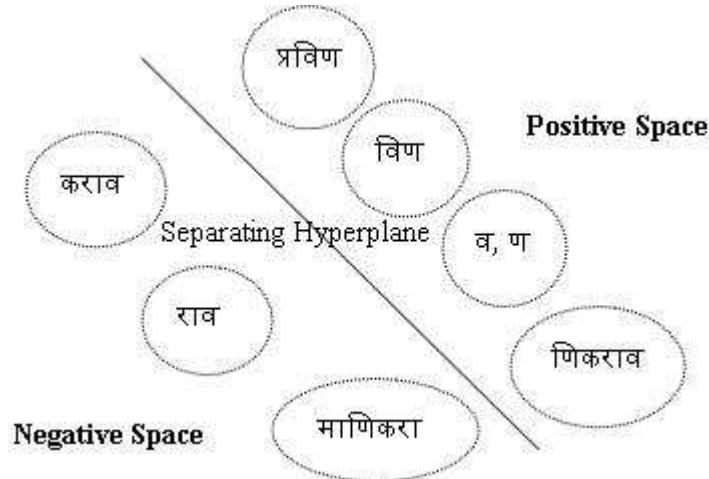 प्रविण
Positive Space
विण
कराव
Separating Hyperplane
व, ण
राव
णिकराव
माणिकरा
Negative Space